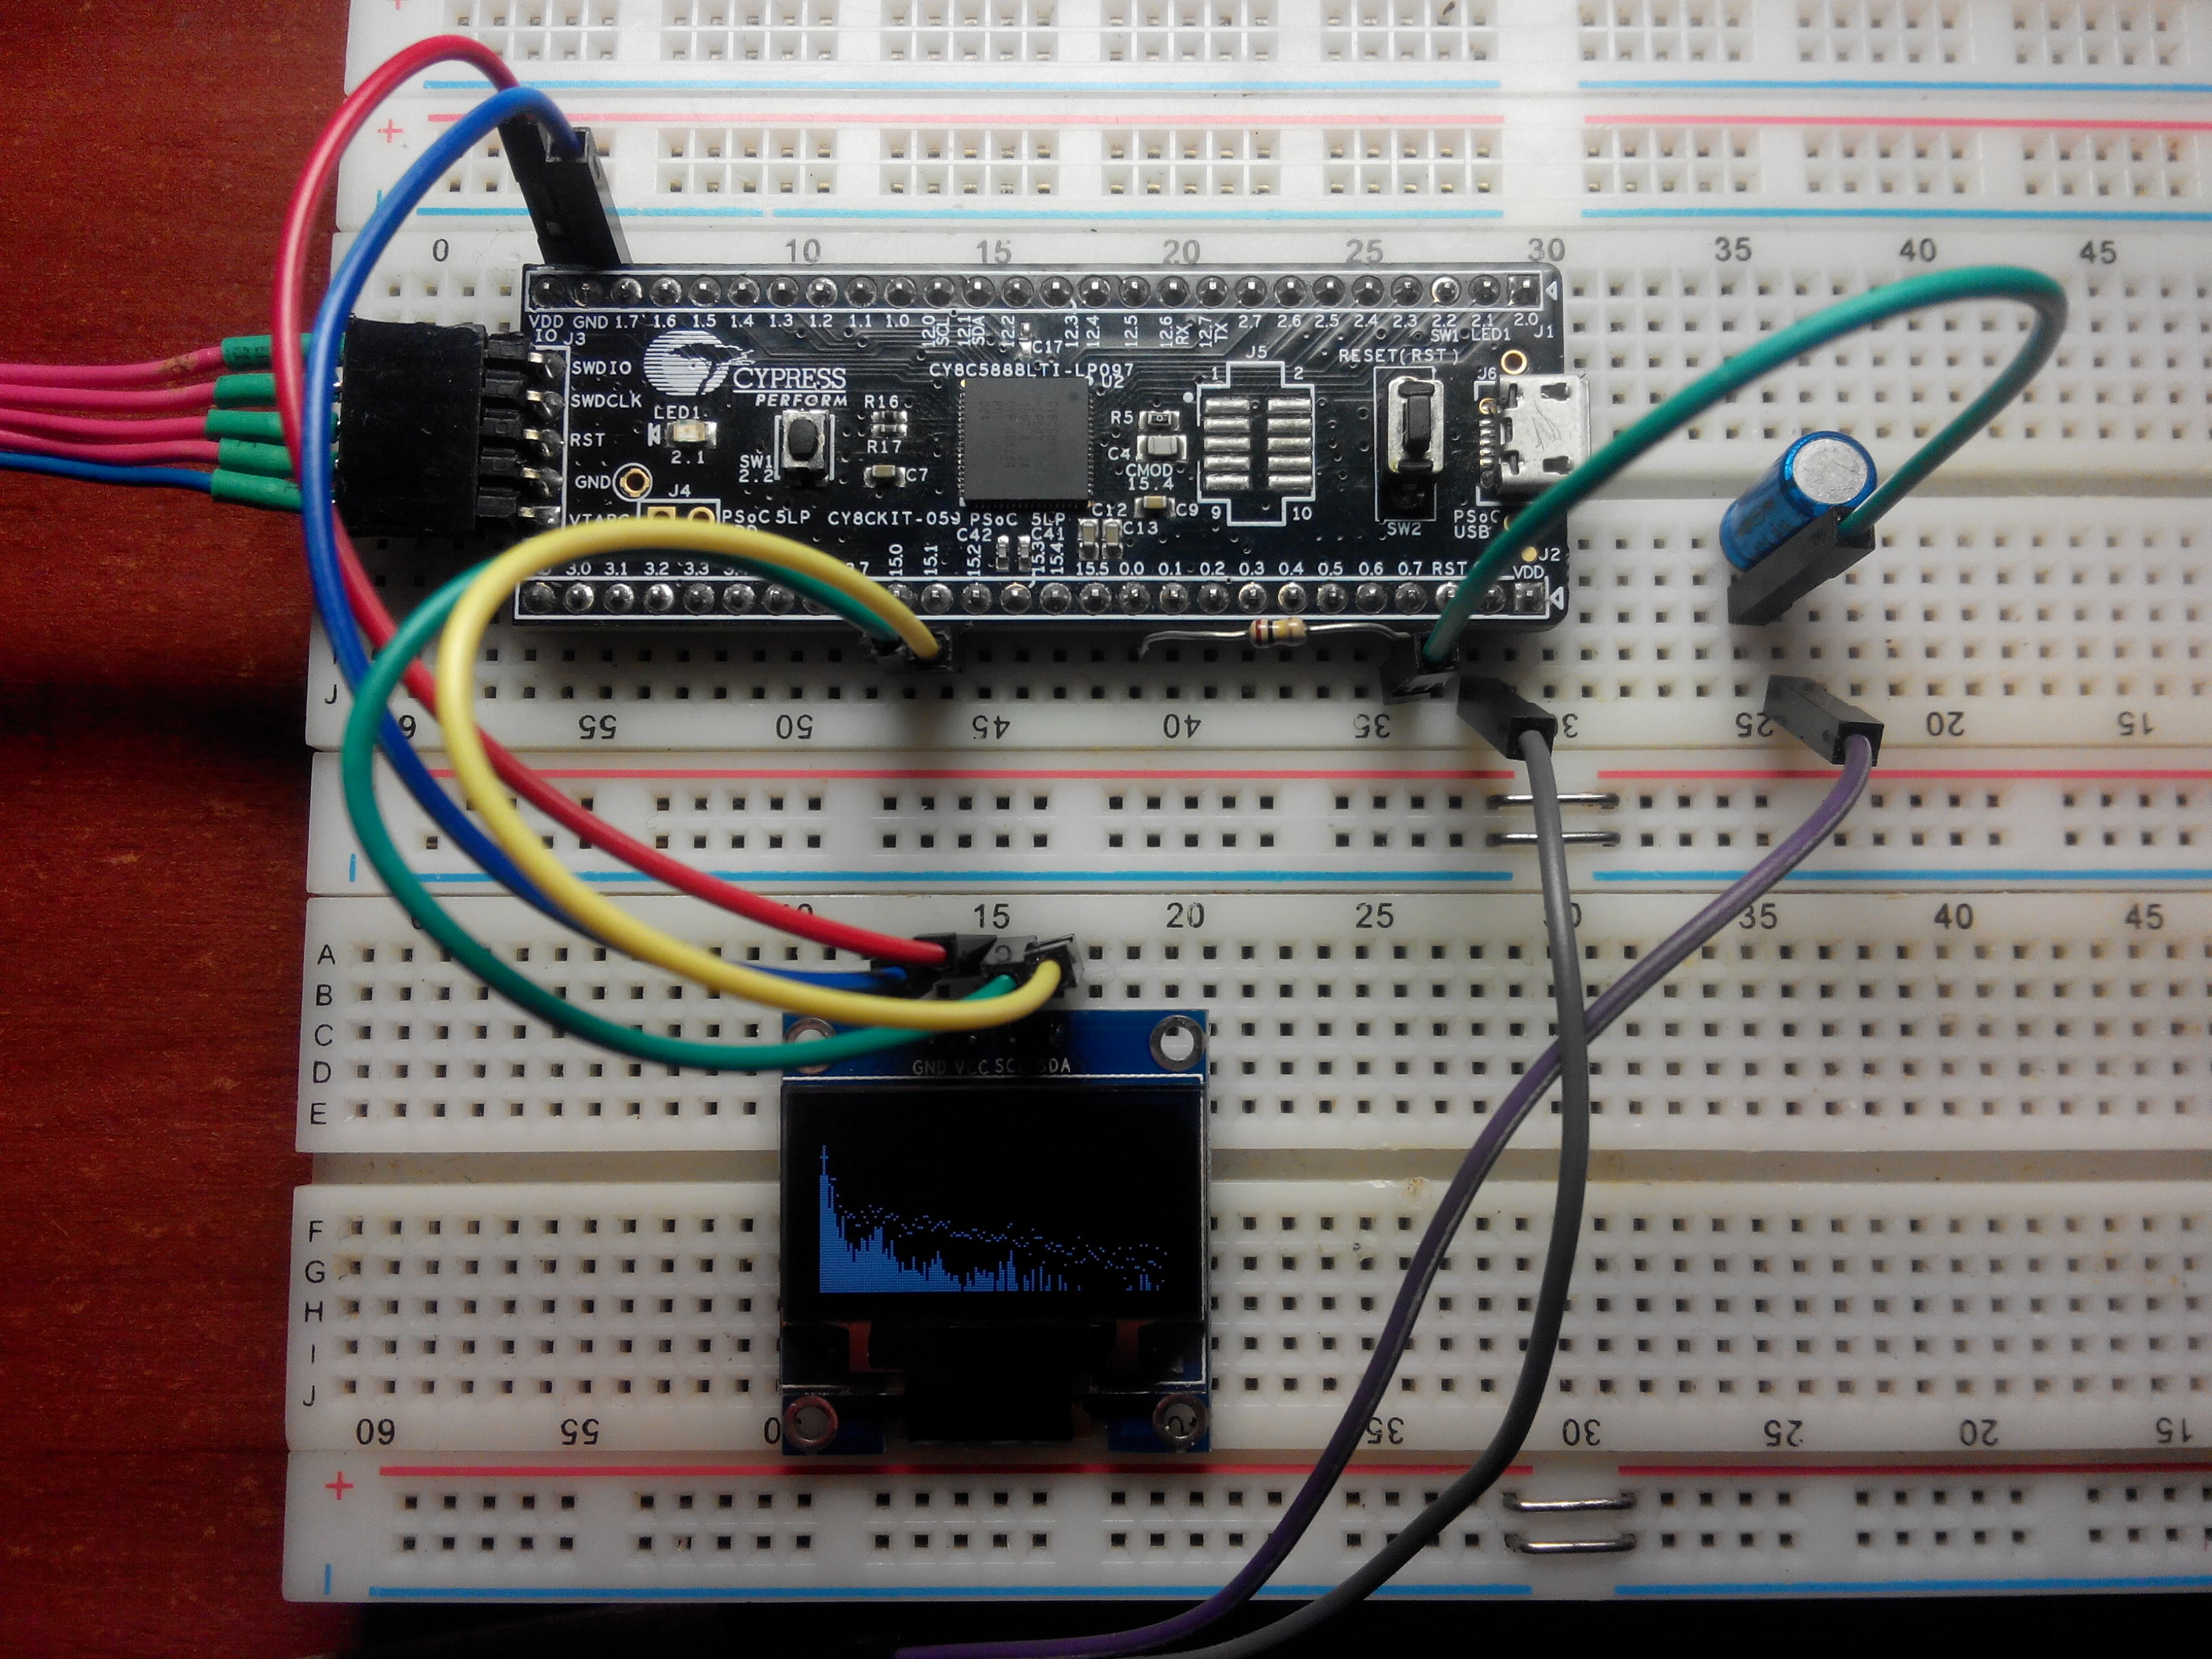 +
+
0 10 15 20 25 30 35 40 45
VDD GND 1.7 1.6 1.5 1.4 1.3 1.2 1.1 1.0 12.0 12.1 12.2 12.3 12.4 12.5 12.6 12.7 2.7 2.6 2.5 2.4 2.3 2.2 2.1 2.0
IO J3 SCL SDA RX TX SW1 LED1 J1
C17
J5
RESET(RST)
SWDIO
CY8C5888LTI-LP097
U2
1 2
J6
CYPRESS
PERFORM
SWDCLK
LED1
R16
R5
RST
R17
2.1
SW1
2.2
C7
C4
CMOD
15.4
GND
J4
C9
9 10
SW2
PSoC 5LP
CY8CKIT-059 PSoC 5LP
C12
C13
PSoC
USB
C42 C41
J2
3.0 3.1 3.2 3.3 15.0 15.1 15.2 15.3 15.4 15.5 0.0 0.1 0.2 0.3 0.4 0.5 0.6 0.7 RST VDD
J
55 50 45 40 35 20 15
15 20 25 35 40 45
A
B
C
D
E
GND VCC SDA
F
G
H
I
J
60 55 35 30 25 20 15
+